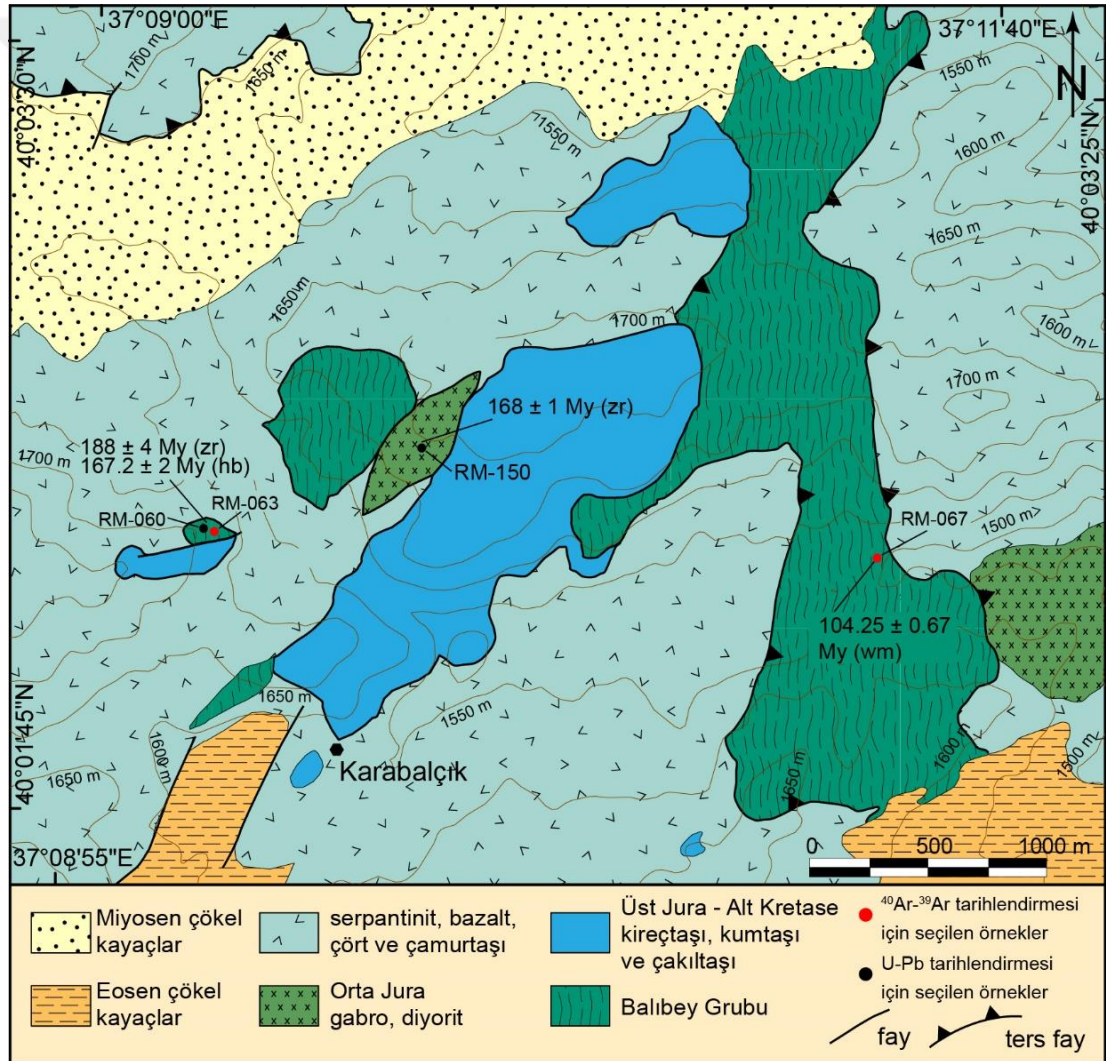 37°09'00"E
37°11'40"E
N
40°03'30"N
40°03'25"N
1700 m
1650 m
1550 m
1550 m
1600 m
1650 m
1650 m
1700 m
1600 m
1700 m
168 ± 1 My (zr)
188 ± 4 My (zr)
167.2 ± 2 My (hb)
1700 m
RM-150
RM-063
RM-060
RM-067
1500 m
104.25 ± 0.67
My (wm)
40°01'45"N
1650 m
1550 m
1600 m
1650 m
1650 m
1600 m
1500 m
Karabalçık
37°08'55"E
0 500 1000 m
Miyosen çökel
kayaçlar
serpantinit, bazalt,
çört ve çamurtaşı
Üst Jura - Alt Kretase
kireçtaşı, kumtaşı
ve çakıltaşı
⁴⁰Ar-³⁹Ar tarihlendirmesi
için seçilen örnekler
U-Pb tarihlendirmesi
için seçilen örnekler
Eosen çökel
kayaçlar
Orta Jura
gabro, diyorit
Balıbey Grubu
fay
ters fay